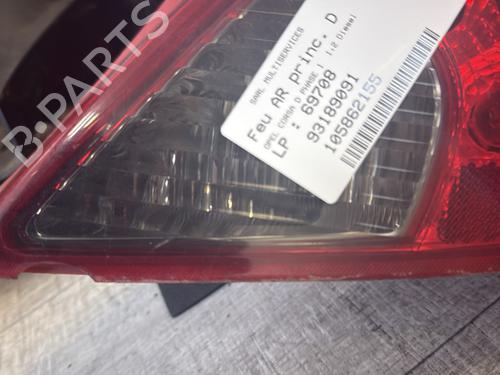 SARL MULTISERVICES
Feu AR princ. D
OPEL CORSA D PHASE 1 1.2 Diesel
LP : 69708
93189091
105862155
B-Parts